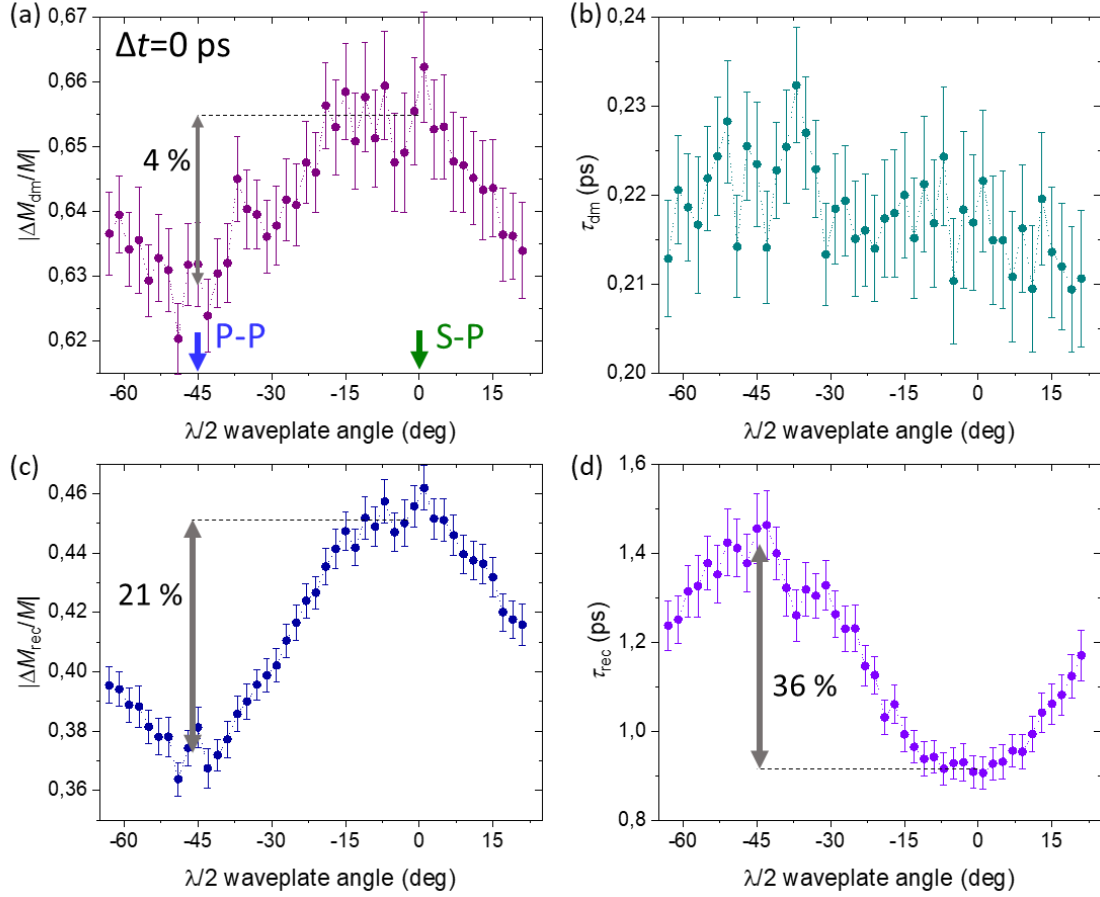 (a)
0,67
0,66
0,65
0,64
0,63
0,62
|ΔM_dm/M|
Δt=0 ps
4 %
P-P
S-P
-60 -45 -30 -15 0 15
λ/2 waveplate angle (deg)
(b)
0,24
0,23
0,22
0,21
0,20
τ_dm (ps)
-60 -45 -30 -15 0 15
λ/2 waveplate angle (deg)
(c)
0,46
0,44
0,42
0,40
0,38
0,36
|ΔM_rec/M|
21 %
-60 -45 -30 -15 0 15
λ/2 waveplate angle (deg)
(d)
1,6
1,4
1,2
1,0
0,8
τ_rec (ps)
36 %
-60 -45 -30 -15 0 15
λ/2 waveplate angle (deg)